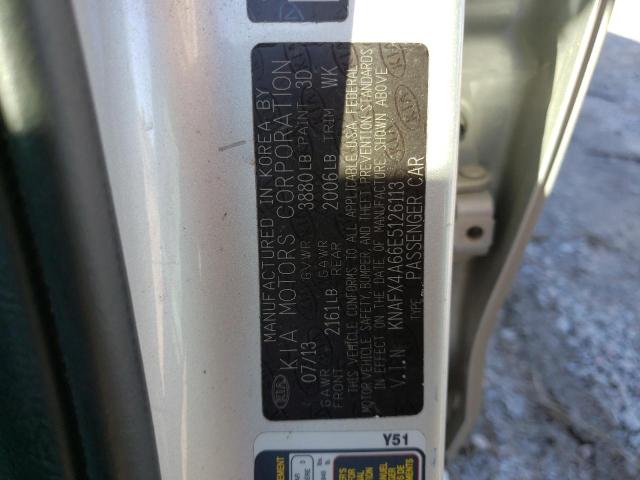 MANUFACTURED IN KOREA BY
KIA MOTORS CORPORATION
07/13 GVWR 3880LB PAINT 3D
GAWR FRONT 2161LB GAWR REAR 2006LB TRIM WK
THIS VEHICLE CONFORMS TO ALL APPLICABLE U.S.A. FEDERAL
MOTOR VEHICLE SAFETY, BUMPER AND THEFT PREVENTION STANDARDS
IN EFFECT ON THE DATE OF MANUFACTURE SHOWN ABOVE
V.I.N KNAFX4A66E5126113
TYPE: PASSENGER CAR
KIA
Y51